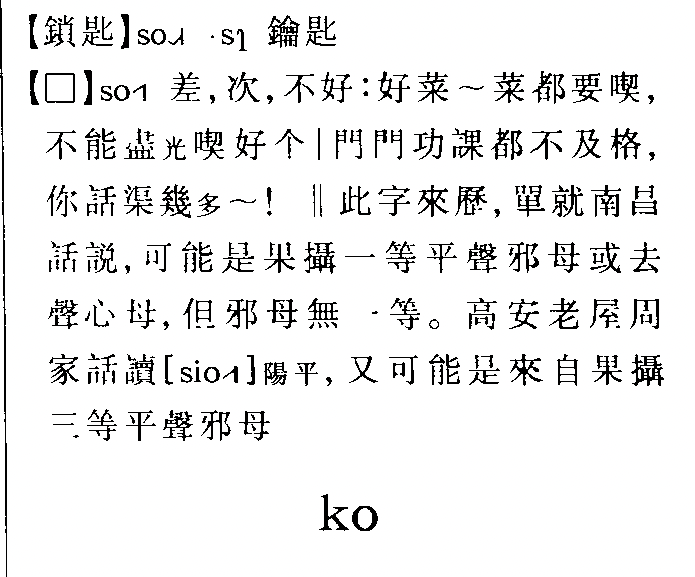 【鎖匙】so˨˩˧ ·sɿ 鑰匙
【□】so˦ 差,次,不好:好菜～菜都要喫,
不能盡光喫好个|門門功課都不及格,
你話渠幾多～! ‖此字來歷,單就南昌
話説,可能是果攝一等平聲邪母或去
聲心母,但邪母無一等。高安老屋周
家話讀[sio˦]陽平,又可能是來自果攝
三等平聲邪母
ko